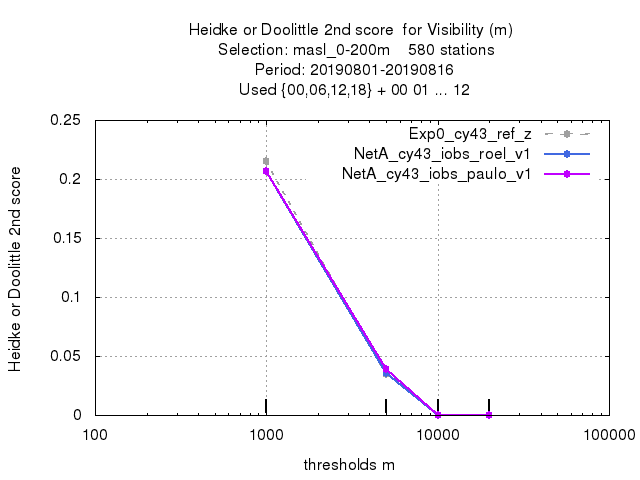 Heidke or Doolittle 2nd score  for Visibility (m)
Selection: masl_0-200m    580 stations
Period: 20190801-20190816
Used {00,06,12,18} + 00 01 ... 12
Exp0_cy43_ref_z
NetA_cy43_iobs_roel_v1
NetA_cy43_iobs_paulo_v1
Heidke or Doolittle 2nd score
0.25
0.2
0.15
0.1
0.05
0
100 1000 10000 100000
thresholds m